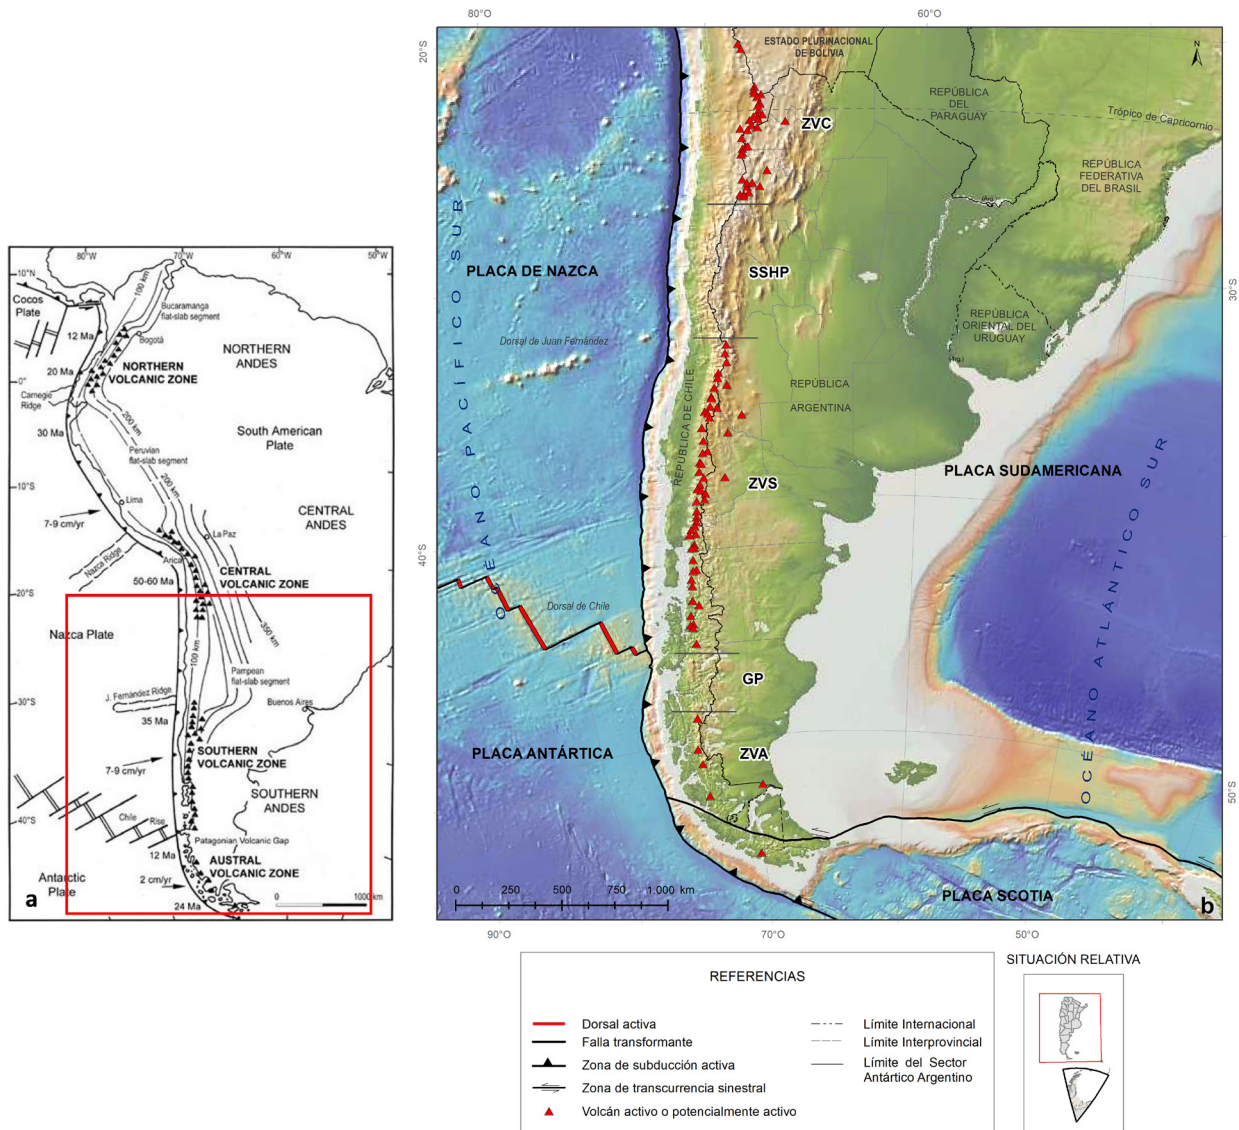 80°W
70°W
60°W
50°W
10°N
Cocos
Plate
100 km
Bucaramanga
flat-slab segment
12 Ma
Bogotá
NORTHERN
VOLCANIC ZONE
NORTHERN
ANDES
20 Ma
0°
Carnegie
Ridge
30 Ma
200 km
South American
Plate
Peruvian
flat-slab segment
200 km
10°S
Lima
7-9 cm/yr
CENTRAL
ANDES
La Paz
Nazca Ridge
Arica
50-60 Ma
CENTRAL
VOLCANIC ZONE
20°S
Nazca Plate
350 km
100 km
Pampean
flat-slab segment
J. Fernández Ridge
Buenos Aires
30°S
35 Ma
SOUTHERN
VOLCANIC ZONE
7-9 cm/yr
SOUTHERN
ANDES
Chile Rise
40°S
Patagonian Volcanic Gap
12 Ma
AUSTRAL
VOLCANIC ZONE
Antarctic
Plate
2 cm/yr
24 Ma
0
1000km
a
80°O
60°O
20°S
ESTADO PLURINACIONAL
DE BOLIVIA
N
REPÚBLICA
DEL
PARAGUAY
Trópico de Capricornio
ZVC
REPÚBLICA
FEDERATIVA
DEL BRASIL
(Arg.)
PLACA DE NAZCA
SSHP
30°S
REPÚBLICA
ORIENTAL DEL
URUGUAY
Dorsal de Juan Fernández
(Arg.)
REPÚBLICA
ARGENTINA
REPÚBLICA DE CHILE
OCÉANO PACÍFICO SUR
PLACA SUDAMERICANA
ZVS
40°S
OCÉANO ATLÁNTICO SUR
Dorsal de Chile
GP
PLACA ANTÁRTICA
ZVA
50°S
0
250
500
750
1.000 km
PLACA SCOTIA
b
90°O
70°O
50°O
REFERENCIAS
Dorsal activa
Falla transformante
Zona de subducción activa
Zona de transcurrencia sinestral
Volcán activo o potencialmente activo
Límite Internacional
Límite Interprovincial
Límite del Sector
Antártico Argentino
SITUACIÓN RELATIVA